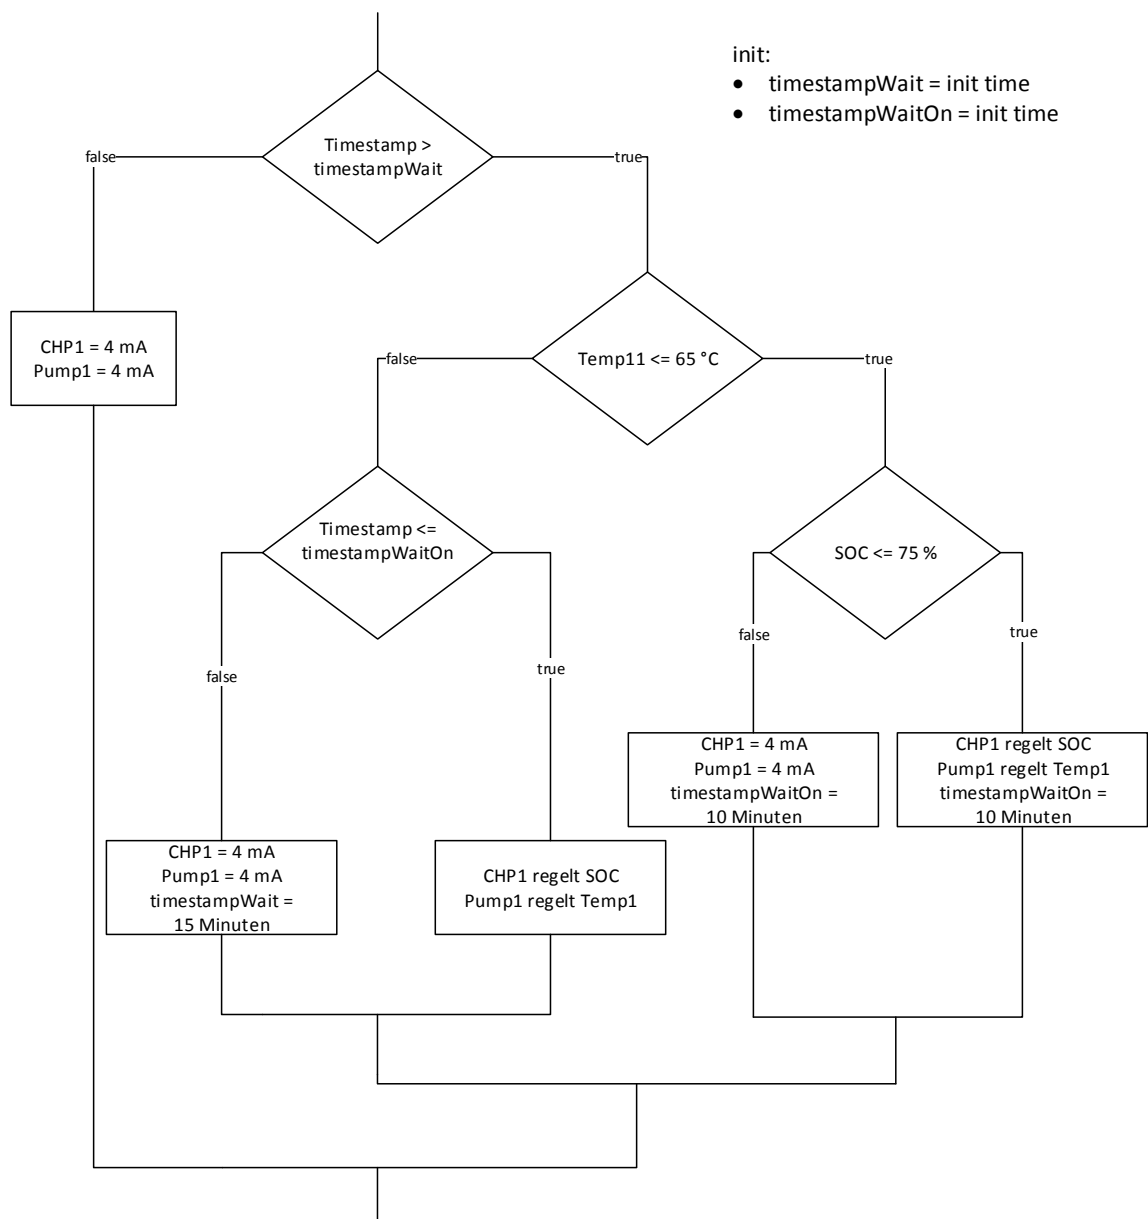 init:
• timestampWait = init time
• timestampWaitOn = init time
Timestamp >
timestampWait
false
true
CHP1 = 4 mA
Pump1 = 4 mA
Temp11 <= 65 °C
false
true
Timestamp <=
timestampWaitOn
SOC <= 75 %
false
true
false
true
CHP1 = 4 mA
Pump1 = 4 mA
timestampWaitOn =
10 Minuten
CHP1 regelt SOC
Pump1 regelt Temp1
timestampWaitOn =
10 Minuten
CHP1 = 4 mA
Pump1 = 4 mA
timestampWait =
15 Minuten
CHP1 regelt SOC
Pump1 regelt Temp1